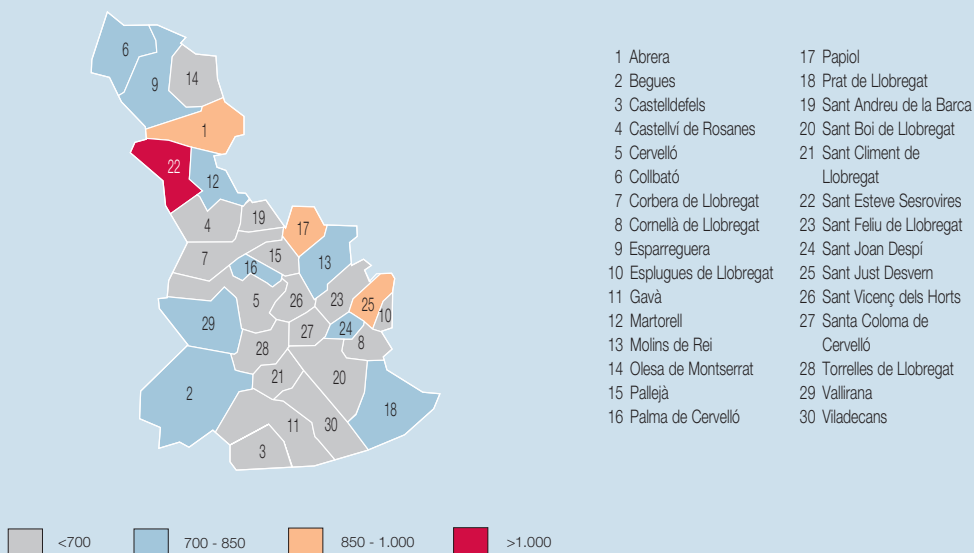 6
9
14
1
22
12
4
19
17
7
15
13
16
5
26
23
25
10
29
27
24
8
28
21
20
2
18
11
30
3
1 Abrera
2 Begues
3 Castelldefels
4 Castellví de Rosanes
5 Cervelló
6 Collbató
7 Corbera de Llobregat
8 Cornellà de Llobregat
9 Esparreguera
10 Esplugues de Llobregat
11 Gavà
12 Martorell
13 Molins de Rei
14 Olesa de Montserrat
15 Pallejà
16 Palma de Cervelló
17 Papiol
18 Prat de Llobregat
19 Sant Andreu de la Barca
20 Sant Boi de Llobregat
21 Sant Climent de
Llobregat
22 Sant Esteve Sesrovires
23 Sant Feliu de Llobregat
24 Sant Joan Despí
25 Sant Just Desvern
26 Sant Vicenç dels Horts
27 Santa Coloma de
Cervelló
28 Torrelles de Llobregat
29 Vallirana
30 Viladecans
<700
700 - 850
850 - 1.000
>1.000